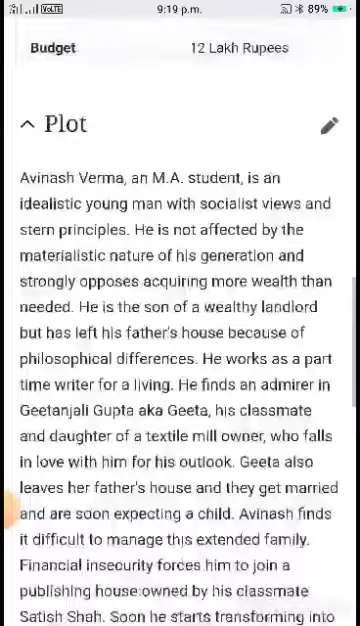 VoLTE 9:19 p.m. 89%
Budget 12 Lakh Rupees
Plot
Avinash Verma, an M.A. student, is an
idealistic young man with socialist views and
stern principles. He is not affected by the
materialistic nature of his generation and
strongly opposes acquiring more wealth than
needed. He is the son of a wealthy landlord
but has left his father's house because of
philosophical differences. He works as a part
time writer for a living. He finds an admirer in
Geetanjali Gupta aka Geeta, his classmate
and daughter of a textile mill owner, who falls
in love with him for his outlook. Geeta also
leaves her father's house and they get married
and are soon expecting a child. Avinash finds
it difficult to manage this extended family.
Financial insecurity forces him to join a
publishing house owned by his classmate
Satish Shah. Soon he starts transforming into